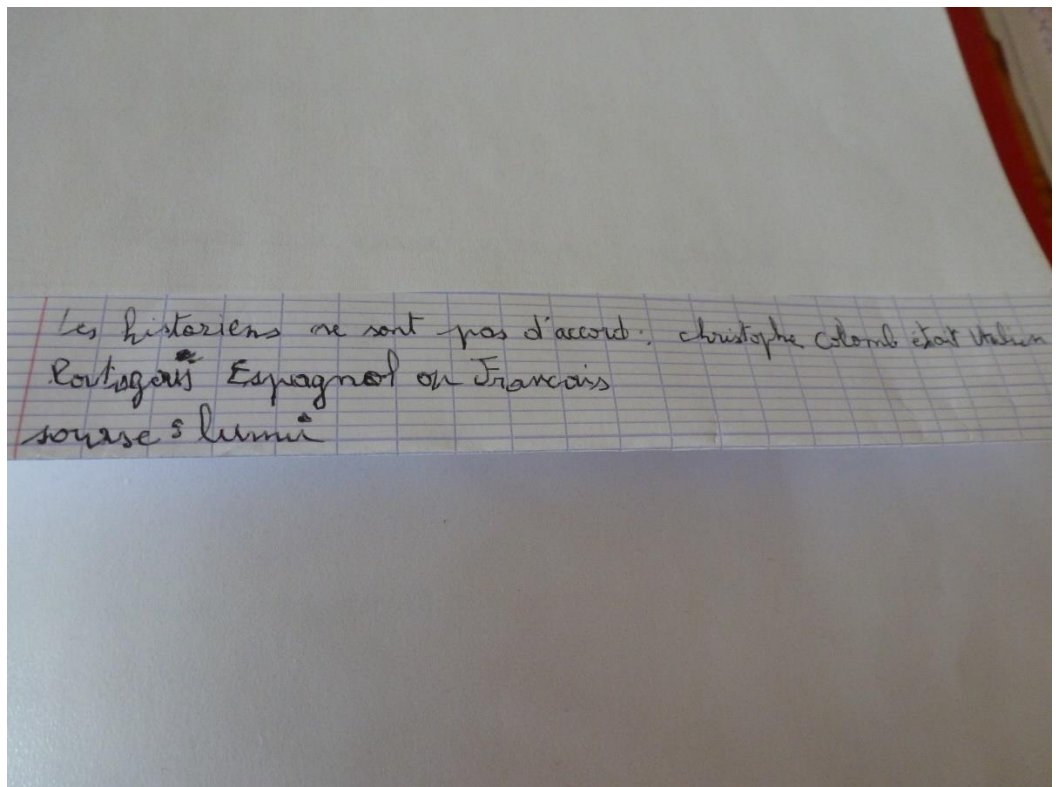 Les historiens ne sont pas d'accord : christophe Colomb était Italien
Portugais Espagnol ou Francais
sourse : lumni